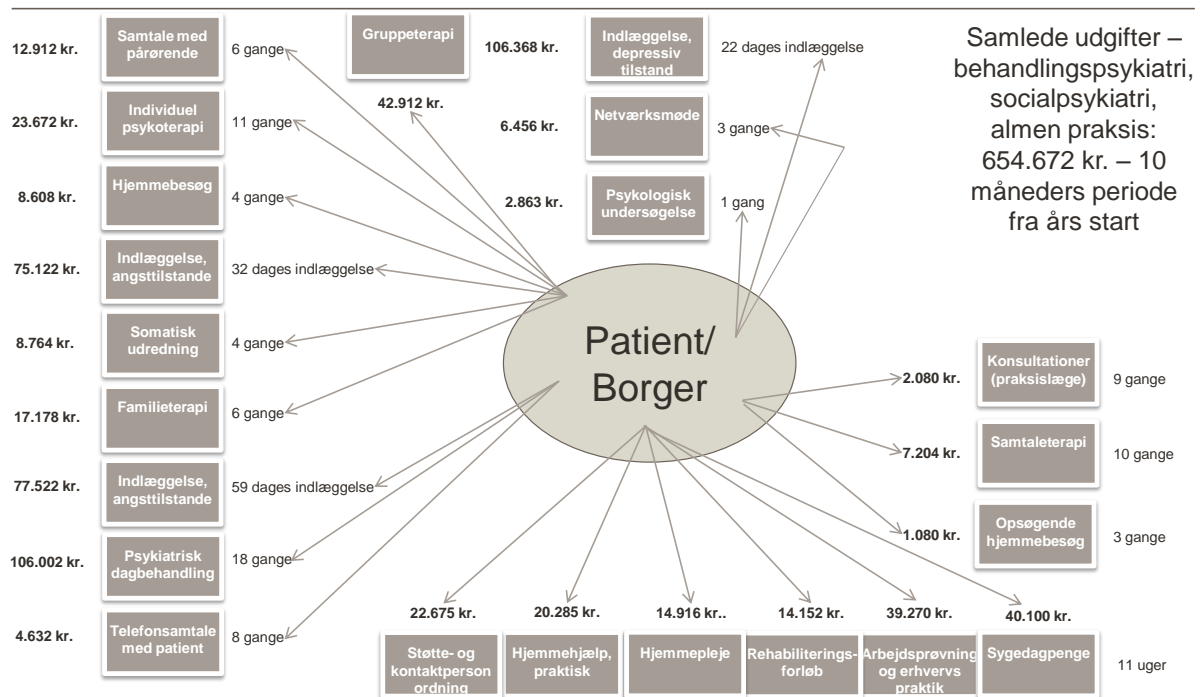 12.912 kr.
Samtale med
pårørende
6 gange
23.672 kr.
Individuel
psykoterapi
11 gange
8.608 kr.
Hjemmebesøg
4 gange
75.122 kr.
Indlæggelse,
angsttilstande
32 dages indlæggelse
8.764 kr.
Somatisk
udredning
4 gange
17.178 kr.
Familieterapi
6 gange
77.522 kr.
Indlæggelse,
angsttilstande
59 dages indlæggelse
106.002 kr.
Psykiatrisk
dagbehandling
18 gange
4.632 kr.
Telefonsamtale
med patient
8 gange
Gruppeterapi
42.912 kr.
106.368 kr.
Indlæggelse,
depressiv
tilstand
22 dages indlæggelse
6.456 kr.
Netværksmøde
3 gange
2.863 kr.
Psykologisk
undersøgelse
1 gang
Samlede udgifter –
behandlingspsykiatri,
socialpsykiatri,
almen praksis:
654.672 kr. – 10
måneders periode
fra års start
Patient/
Borger
2.080 kr.
Konsultationer
(praksislæge)
9 gange
7.204 kr.
Samtaleterapi
10 gange
1.080 kr.
Opsøgende
hjemmebesøg
3 gange
22.675 kr.
Støtte- og
kontaktperson
ordning
20.285 kr.
Hjemmehjælp,
praktisk
14.916 kr..
Hjemmepleje
14.152 kr.
Rehabiliterings-
forløb
39.270 kr.
Arbejdsprøvning
og erhvervs
praktik
40.100 kr.
Sygedagpenge
11 uger